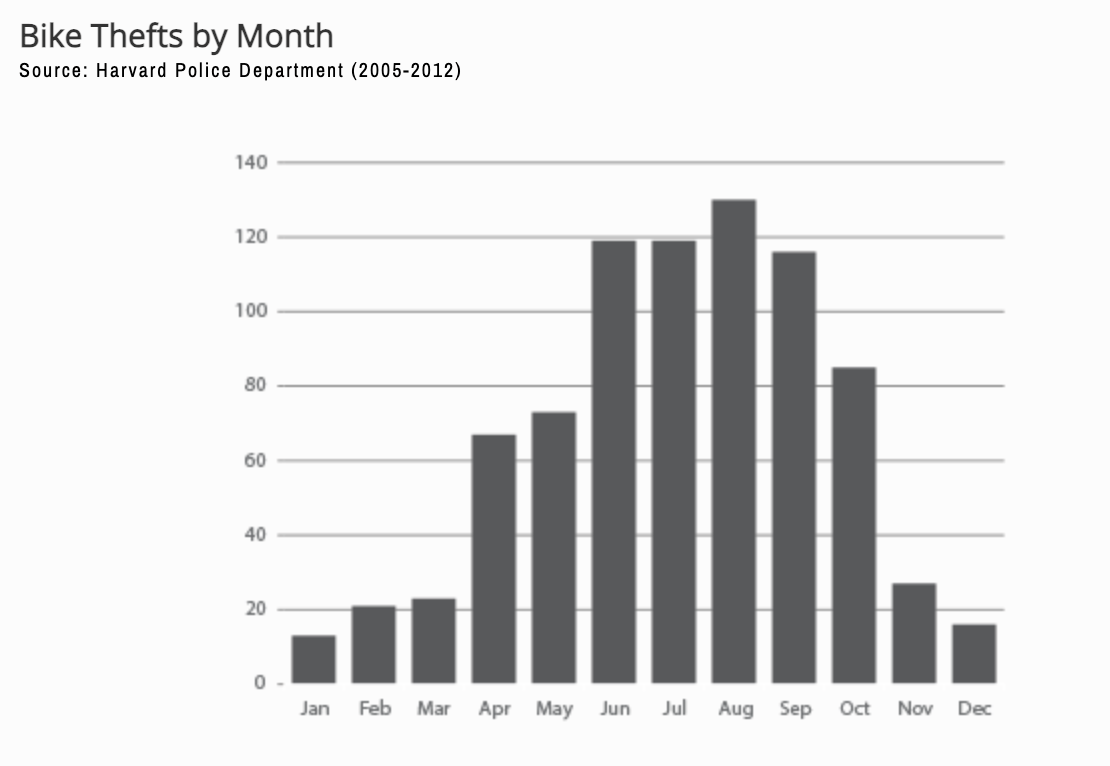 Bike Thefts by Month
Source: Harvard Police Department (2005-2012)
140
120
100
80
60
40
20
0
Jan Feb Mar Apr May Jun Jul Aug Sep Oct Nov Dec